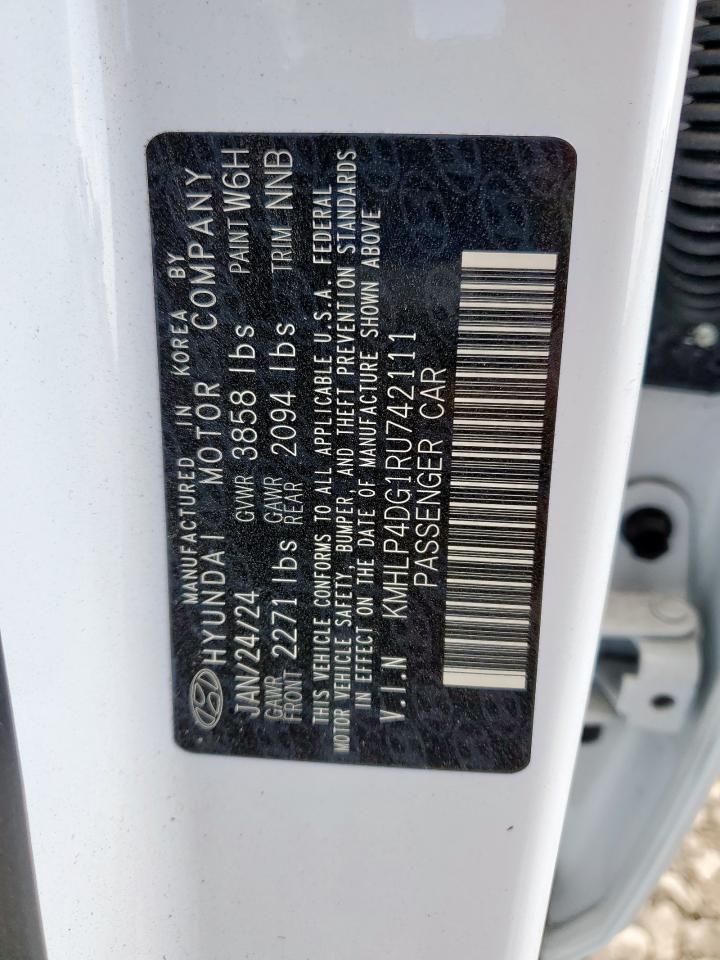 MANUFACTURED IN KOREA BY
HYUNDAI MOTOR COMPANY
JAN/24/24 GVWR 3858 lbs PAINT W6H
GAWR FRONT 2271 lbs GAWR REAR 2094 lbs TRIM NNB
THIS VEHICLE CONFORMS TO ALL APPLICABLE U.S.A. FEDERAL
MOTOR VEHICLE SAFETY, BUMPER, AND THEFT PREVENTION STANDARDS
IN EFFECT ON THE DATE OF MANUFACTURE SHOWN ABOVE
V.I.N KMHLP4DG1RU742111
PASSENGER CAR